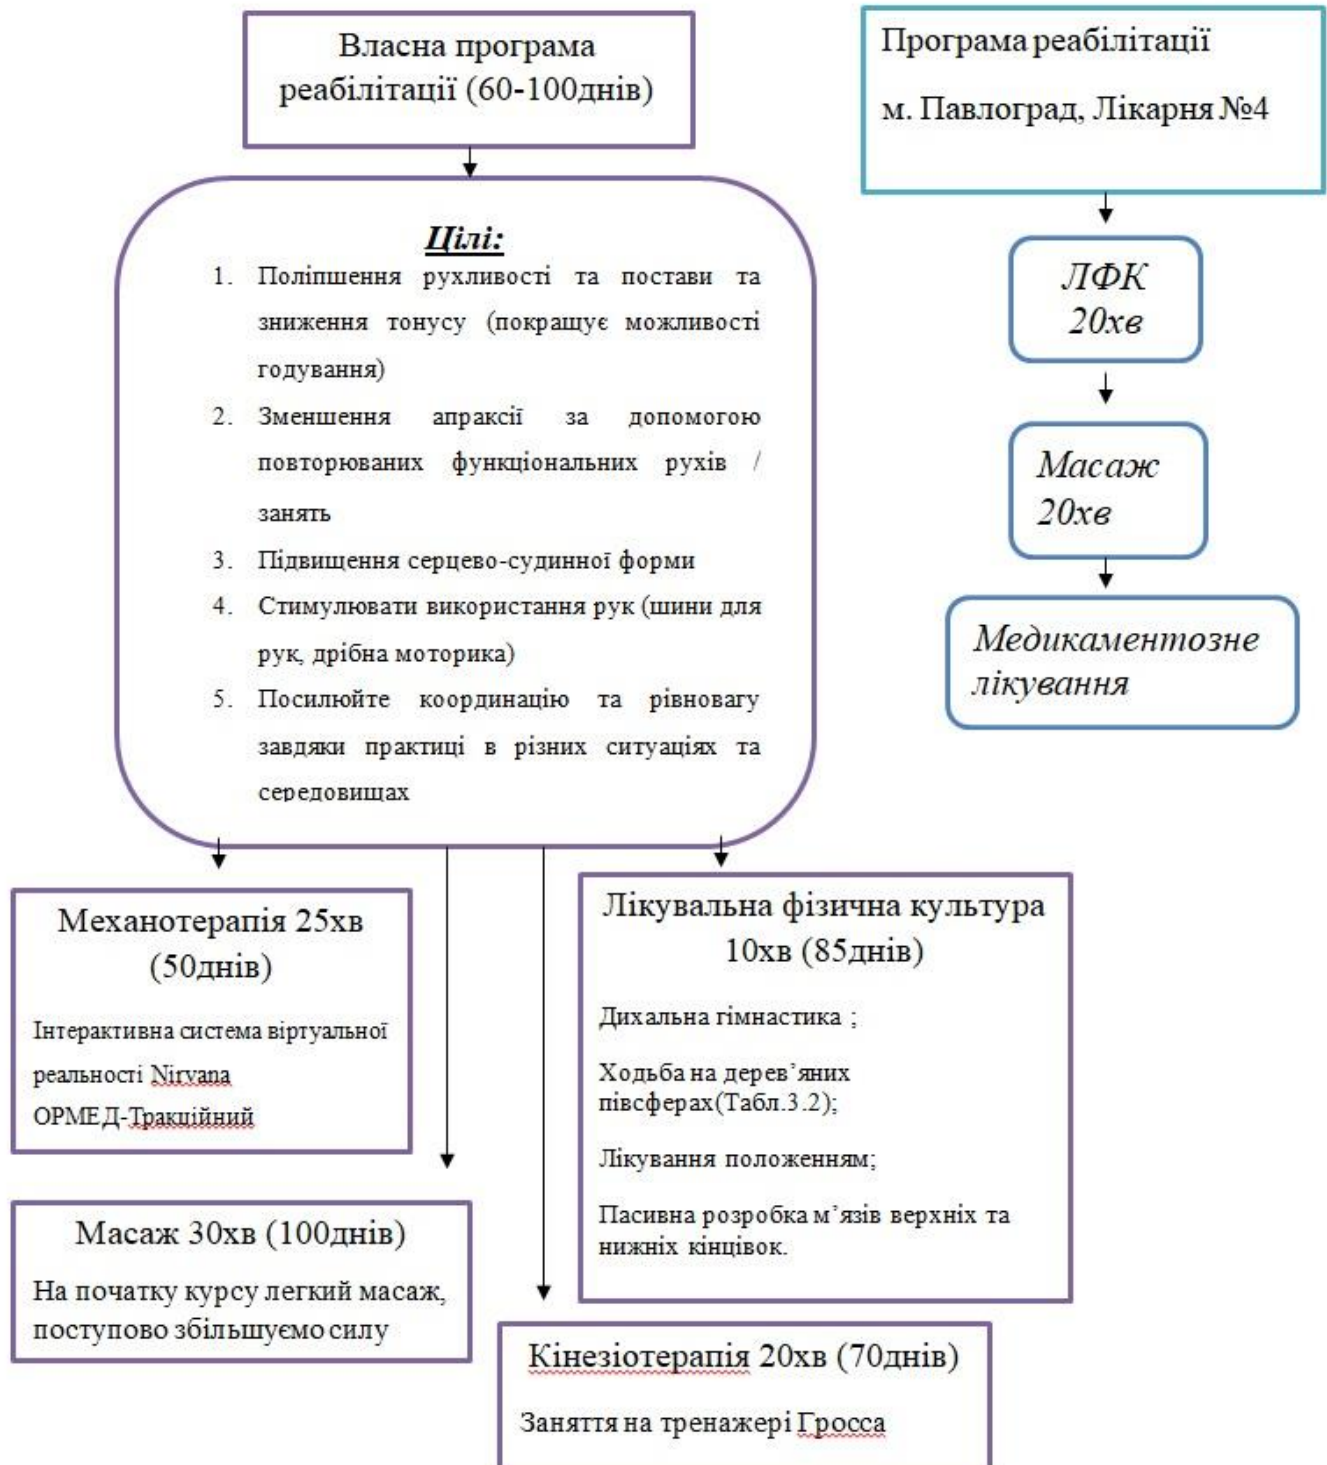 Власна програма
реабілітації (60-100днів)
Програма реабілітації
м. Павлоград, Лікарня №4
Цілі:
1. Поліпшення рухливості та постави та
зниження тонусу (покращує можливості
годування)
2. Зменшення апраксії за допомогою
повторюваних функціональних рухів /
занять
3. Підвищення серцево-судинної форми
4. Стимулювати використання рук (шини для
рук, дрібна моторика)
5. Посилюйте координацію та рівновагу
завдяки практиці в різних ситуаціях та
середовищах
ЛФК
20хв
Масаж
20хв
Медикаментозне
лікування
Механотерапія 25хв
(50днів)
Інтерактивна система віртуальної
реальності Nirvana
ОРМЕД-Тракційний
Лікувальна фізична культура
10хв (85днів)
Дихальна гімнастика ;
Ходьба на дерев’яних
півсферах(Табл.3.2);
Лікування положенням;
Пасивна розробка м’язів верхніх та
нижніх кінцівок.
Масаж 30хв (100днів)
На початку курсу легкий масаж,
поступово збільшуємо силу
Кінезіотерапія 20хв (70днів)
Заняття на тренажері Гросса